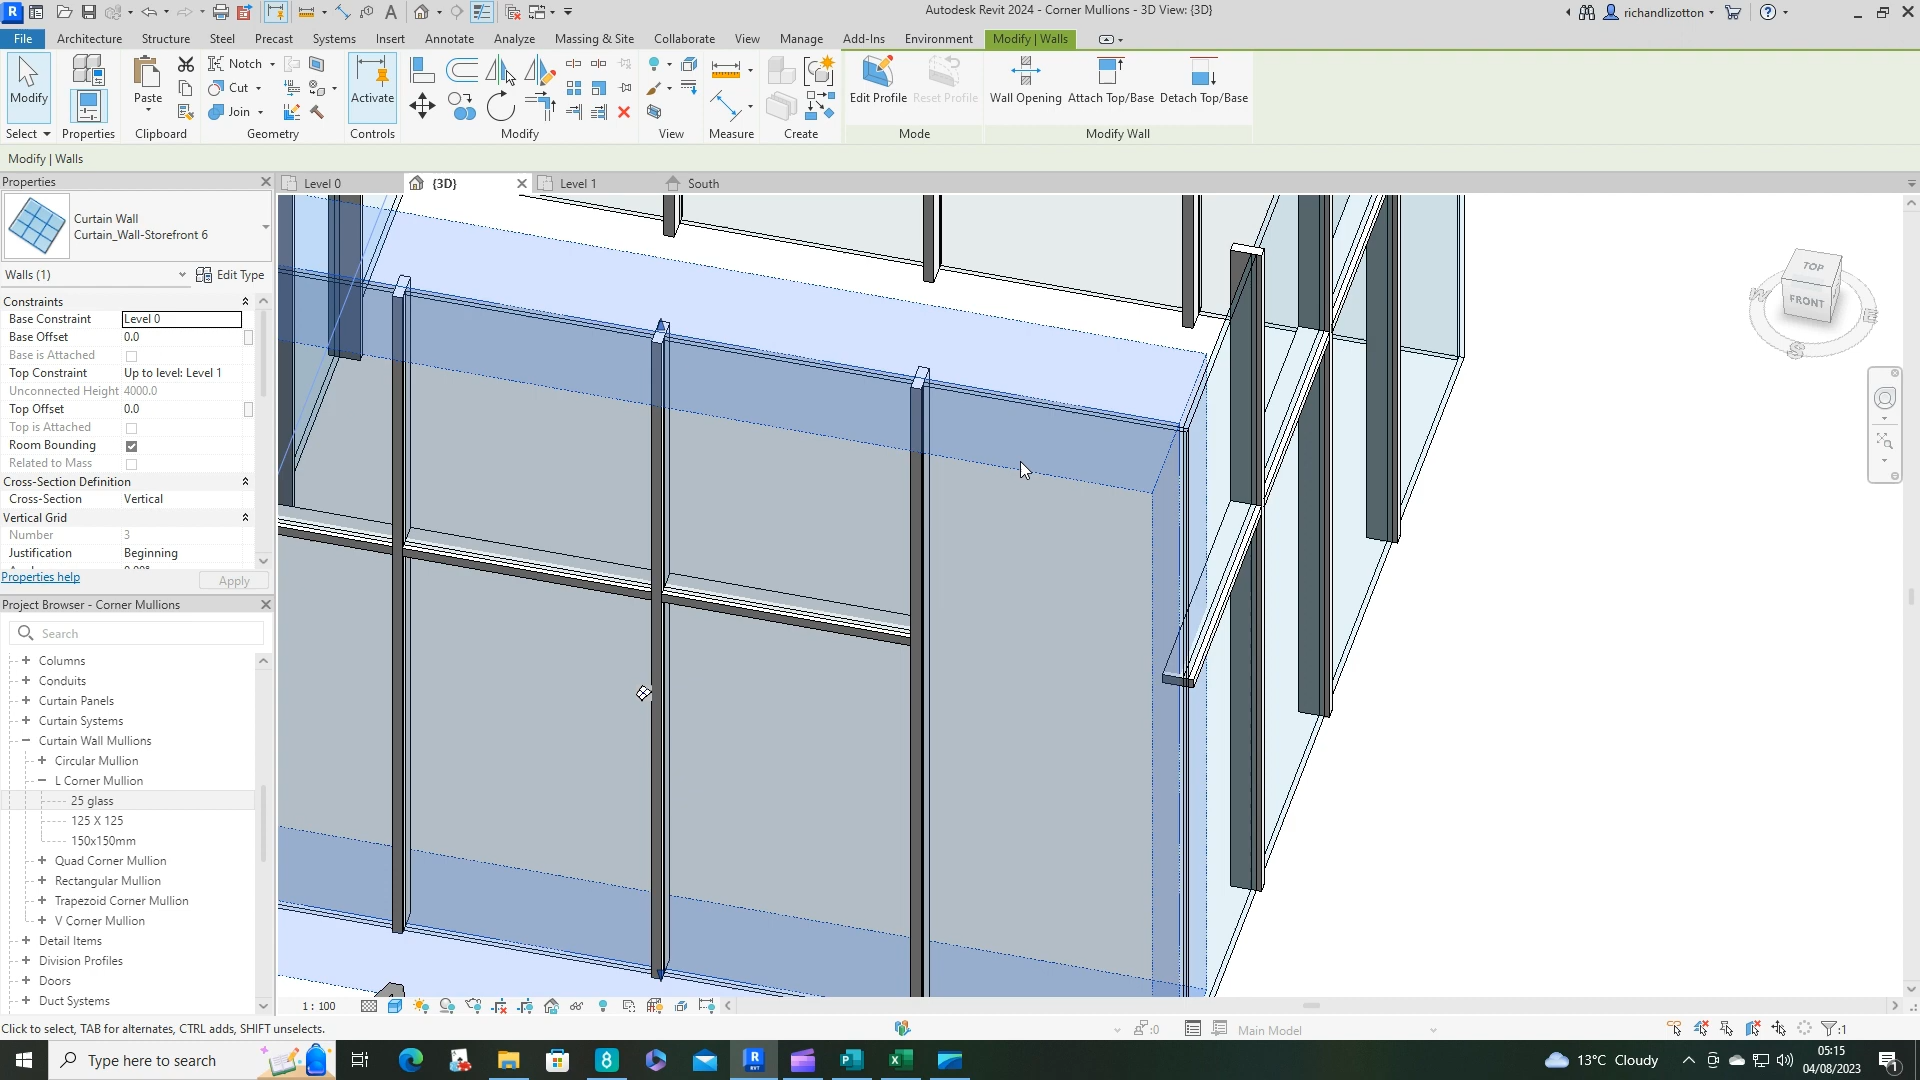 Autodesk Revit 2024 - Corner Mullions - 3D View: {3D}
richandlizotton
File Architecture Structure Steel Precast Systems Insert Annotate Analyze Massing & Site Collaborate View Manage Add-Ins Environment Modify | Walls
Modify
Paste
Notch
Cut
Join
Activate
Edit Profile Reset Profile Wall Opening Attach Top/Base Detach Top/Base
Select Properties Clipboard Geometry Controls Modify View Measure Create Mode Modify Wall
Modify | Walls
Properties
Level 0 {3D} Level 1 South
Curtain Wall
Curtain_Wall-Storefront 6
Walls (1) Edit Type
Constraints
Base Constraint Level 0
Base Offset 0.0
Base is Attached
Top Constraint Up to level: Level 1
Unconnected Height 4000.0
Top Offset 0.0
Top is Attached
Room Bounding
Related to Mass
Cross-Section Definition
Cross-Section Vertical
Vertical Grid
Number 3
Justification Beginning
Properties help Apply
Project Browser - Corner Mullions
Search
Columns
Conduits
Curtain Panels
Curtain Systems
Curtain Wall Mullions
Circular Mullion
L Corner Mullion
25 glass
125 X 125
150x150mm
Quad Corner Mullion
Rectangular Mullion
Trapezoid Corner Mullion
V Corner Mullion
Detail Items
Division Profiles
Doors
Duct Systems
TOP
FRONT
W
E
S
1 : 100
Click to select, TAB for alternates, CTRL adds, SHIFT unselects.
:0
Main Model
:1
Type here to search
13°C Cloudy
05:15
04/08/2023
1